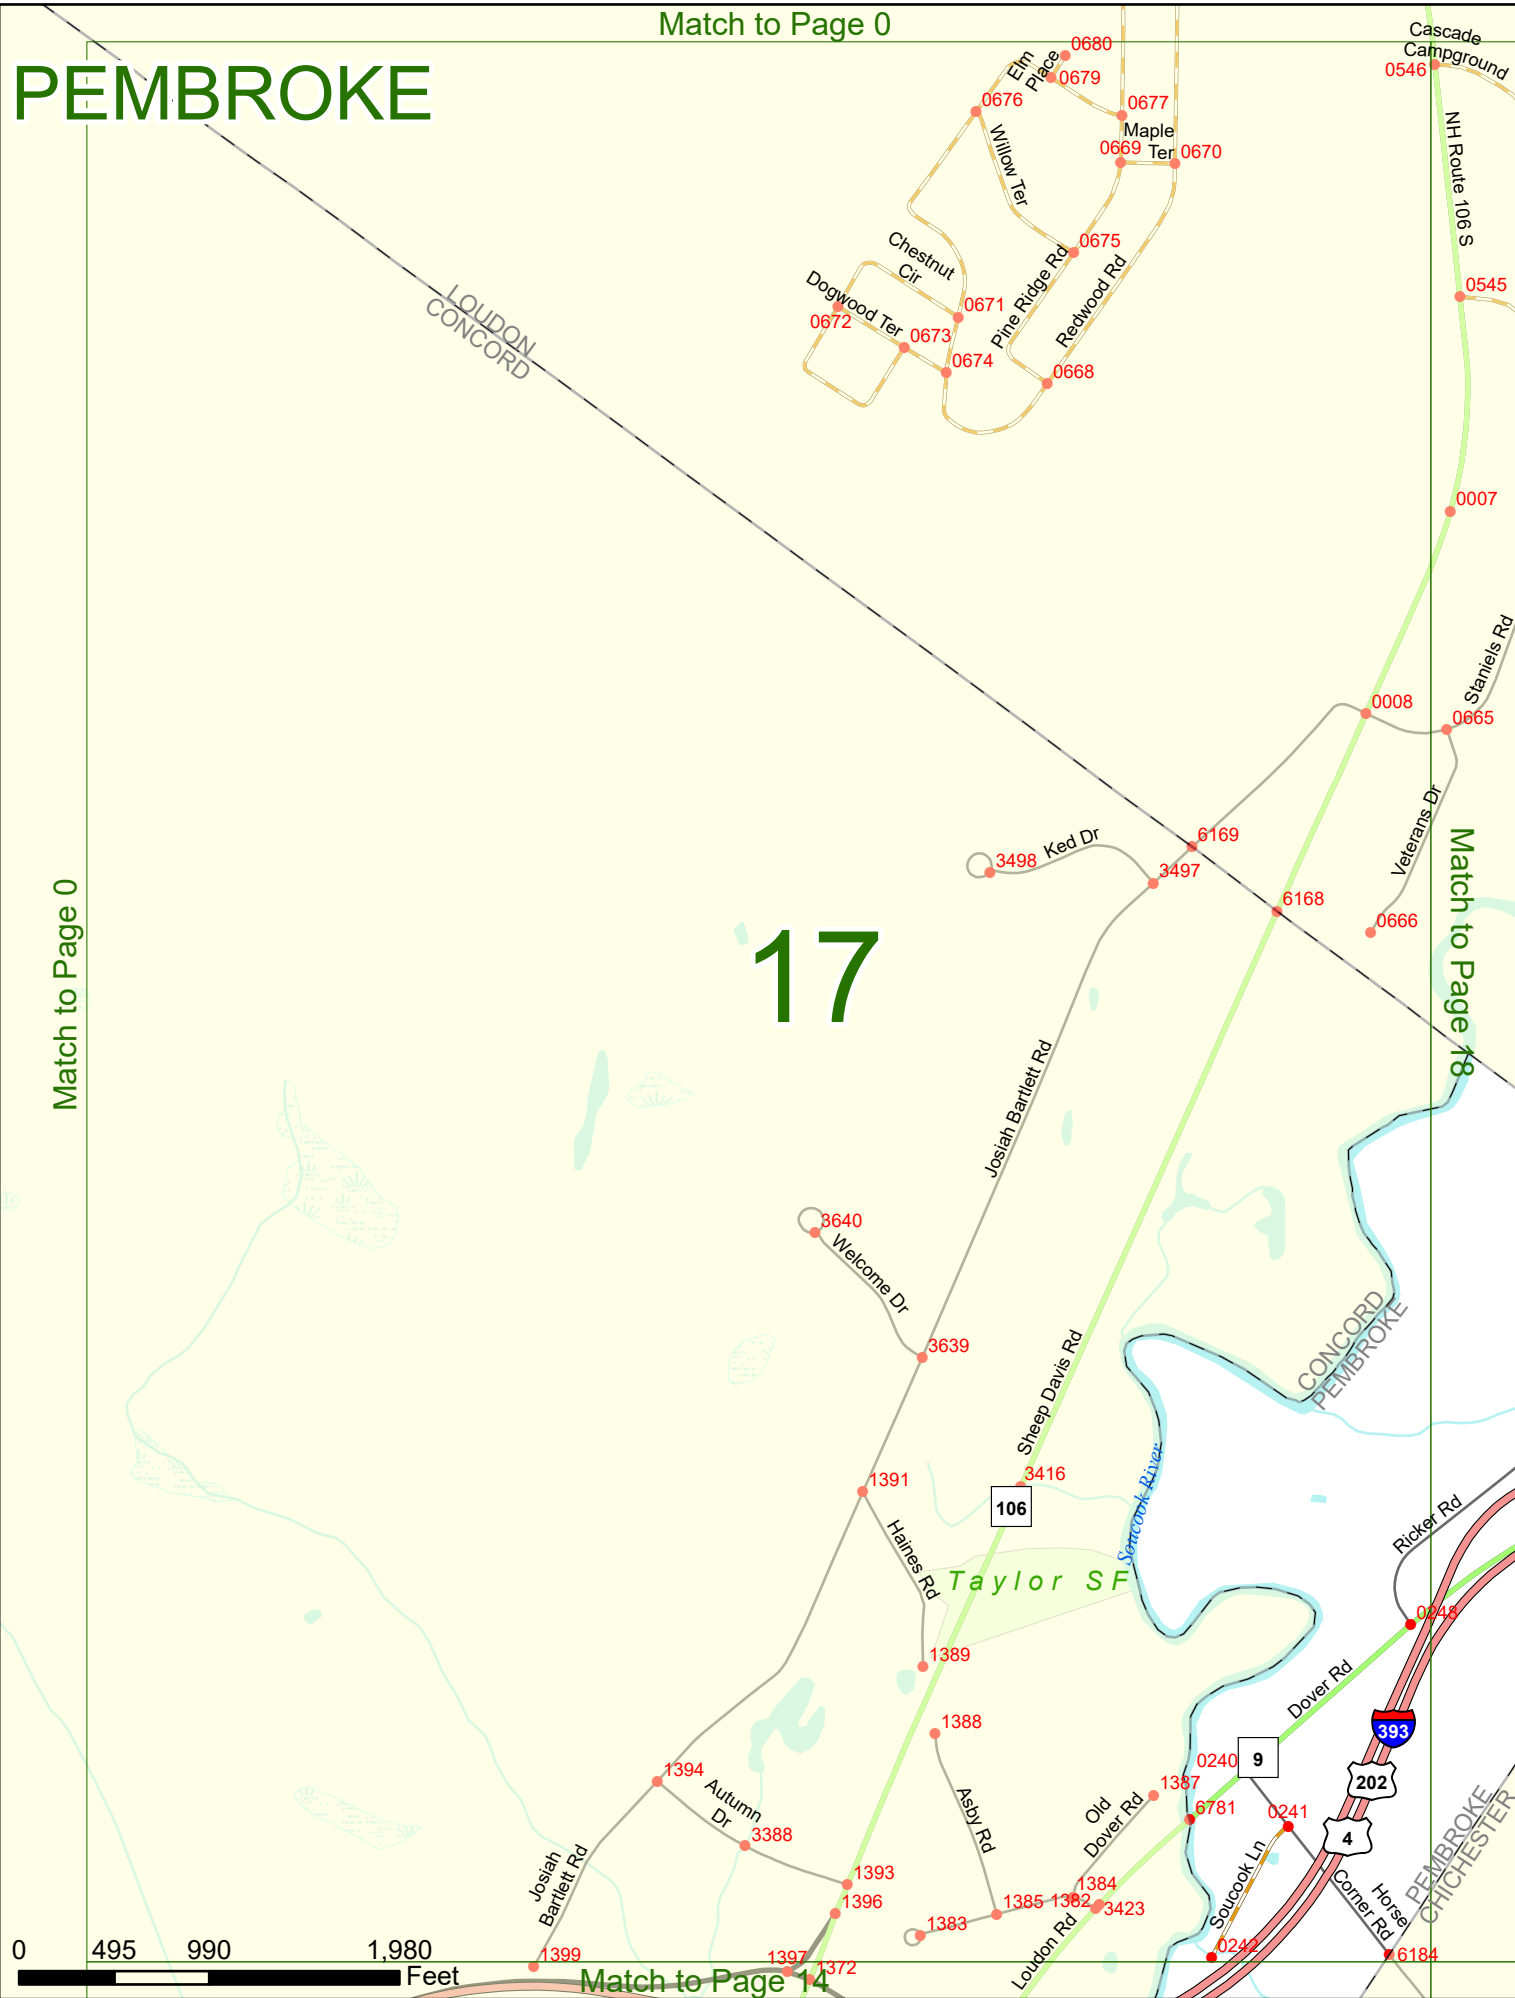 Match to Page 0
PEMBROKE
Cascade
Campground
0546
Elm
Place
0680
0679
0676
0677
Maple
Ter
0669
0670
Willow Ter
NH Route 106 S
0675
Chestnut
Cir
Pine Ridge Rd
Redwood Rd
0545
Dogwood Ter
0672
0671
0673
0674
0668
LOUDON
CONCORD
0007
Staniels Rd
0008
0665
Veterans Dr
6169
Ked Dr
3498
3497
6168
0666
Match to Page 0
17
Match to Page 18
Josiah Bartlett Rd
3640
Welcome Dr
3639
CONCORD
PEMBROKE
Sheep Davis Rd
3416
106
1391
Haines Rd
Soucook River
Taylor SF
Ricker Rd
0248
1389
Dover Rd
1388
393
0240
9
1394
1387
202
Autumn
Dr
Asby Rd
Old
Dover Rd
6781
0241
4
PEMBROKE
CHICHESTER
3388
Josiah
Bartlett Rd
1393
1384
1396
1385
1382
3423
Soucook Ln
Horse
Corner Rd
1383
Loudon Rd
0242
6184
0
495
990
1,980
Feet
1399
1397
1372
Match to Page 14